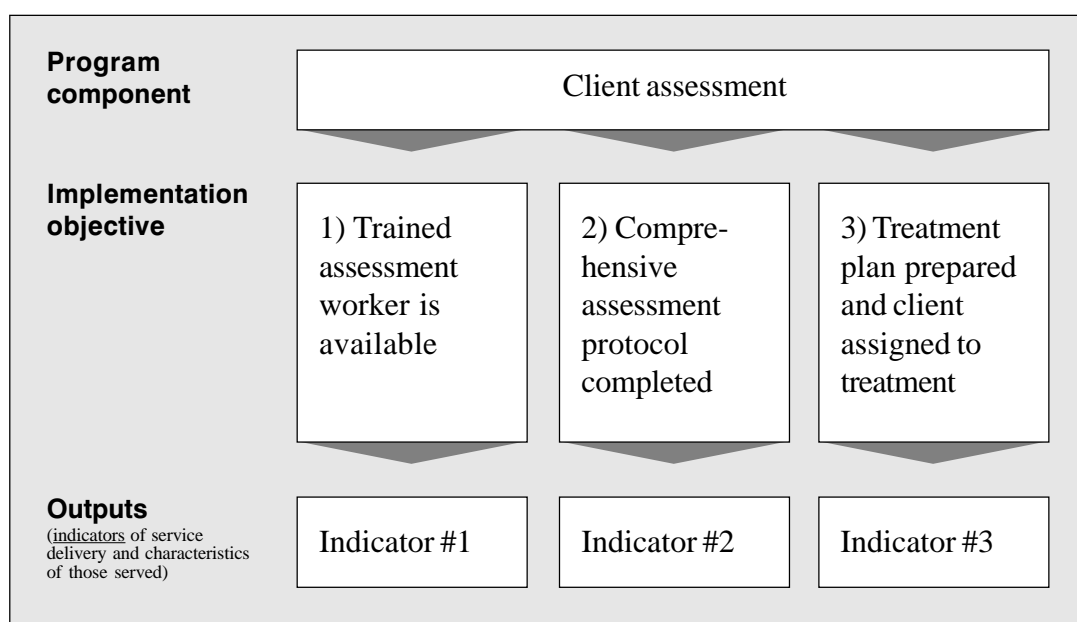 Program
component
Client assessment
Implementation
objective
1) Trained
assessment
worker is
available
2) Compre-
hensive
assessment
protocol
completed
3) Treatment
plan prepared
and client
assigned to
treatment
Outputs
(indicators of service
delivery and characteristics
of those served)
Indicator #1
Indicator #2
Indicator #3